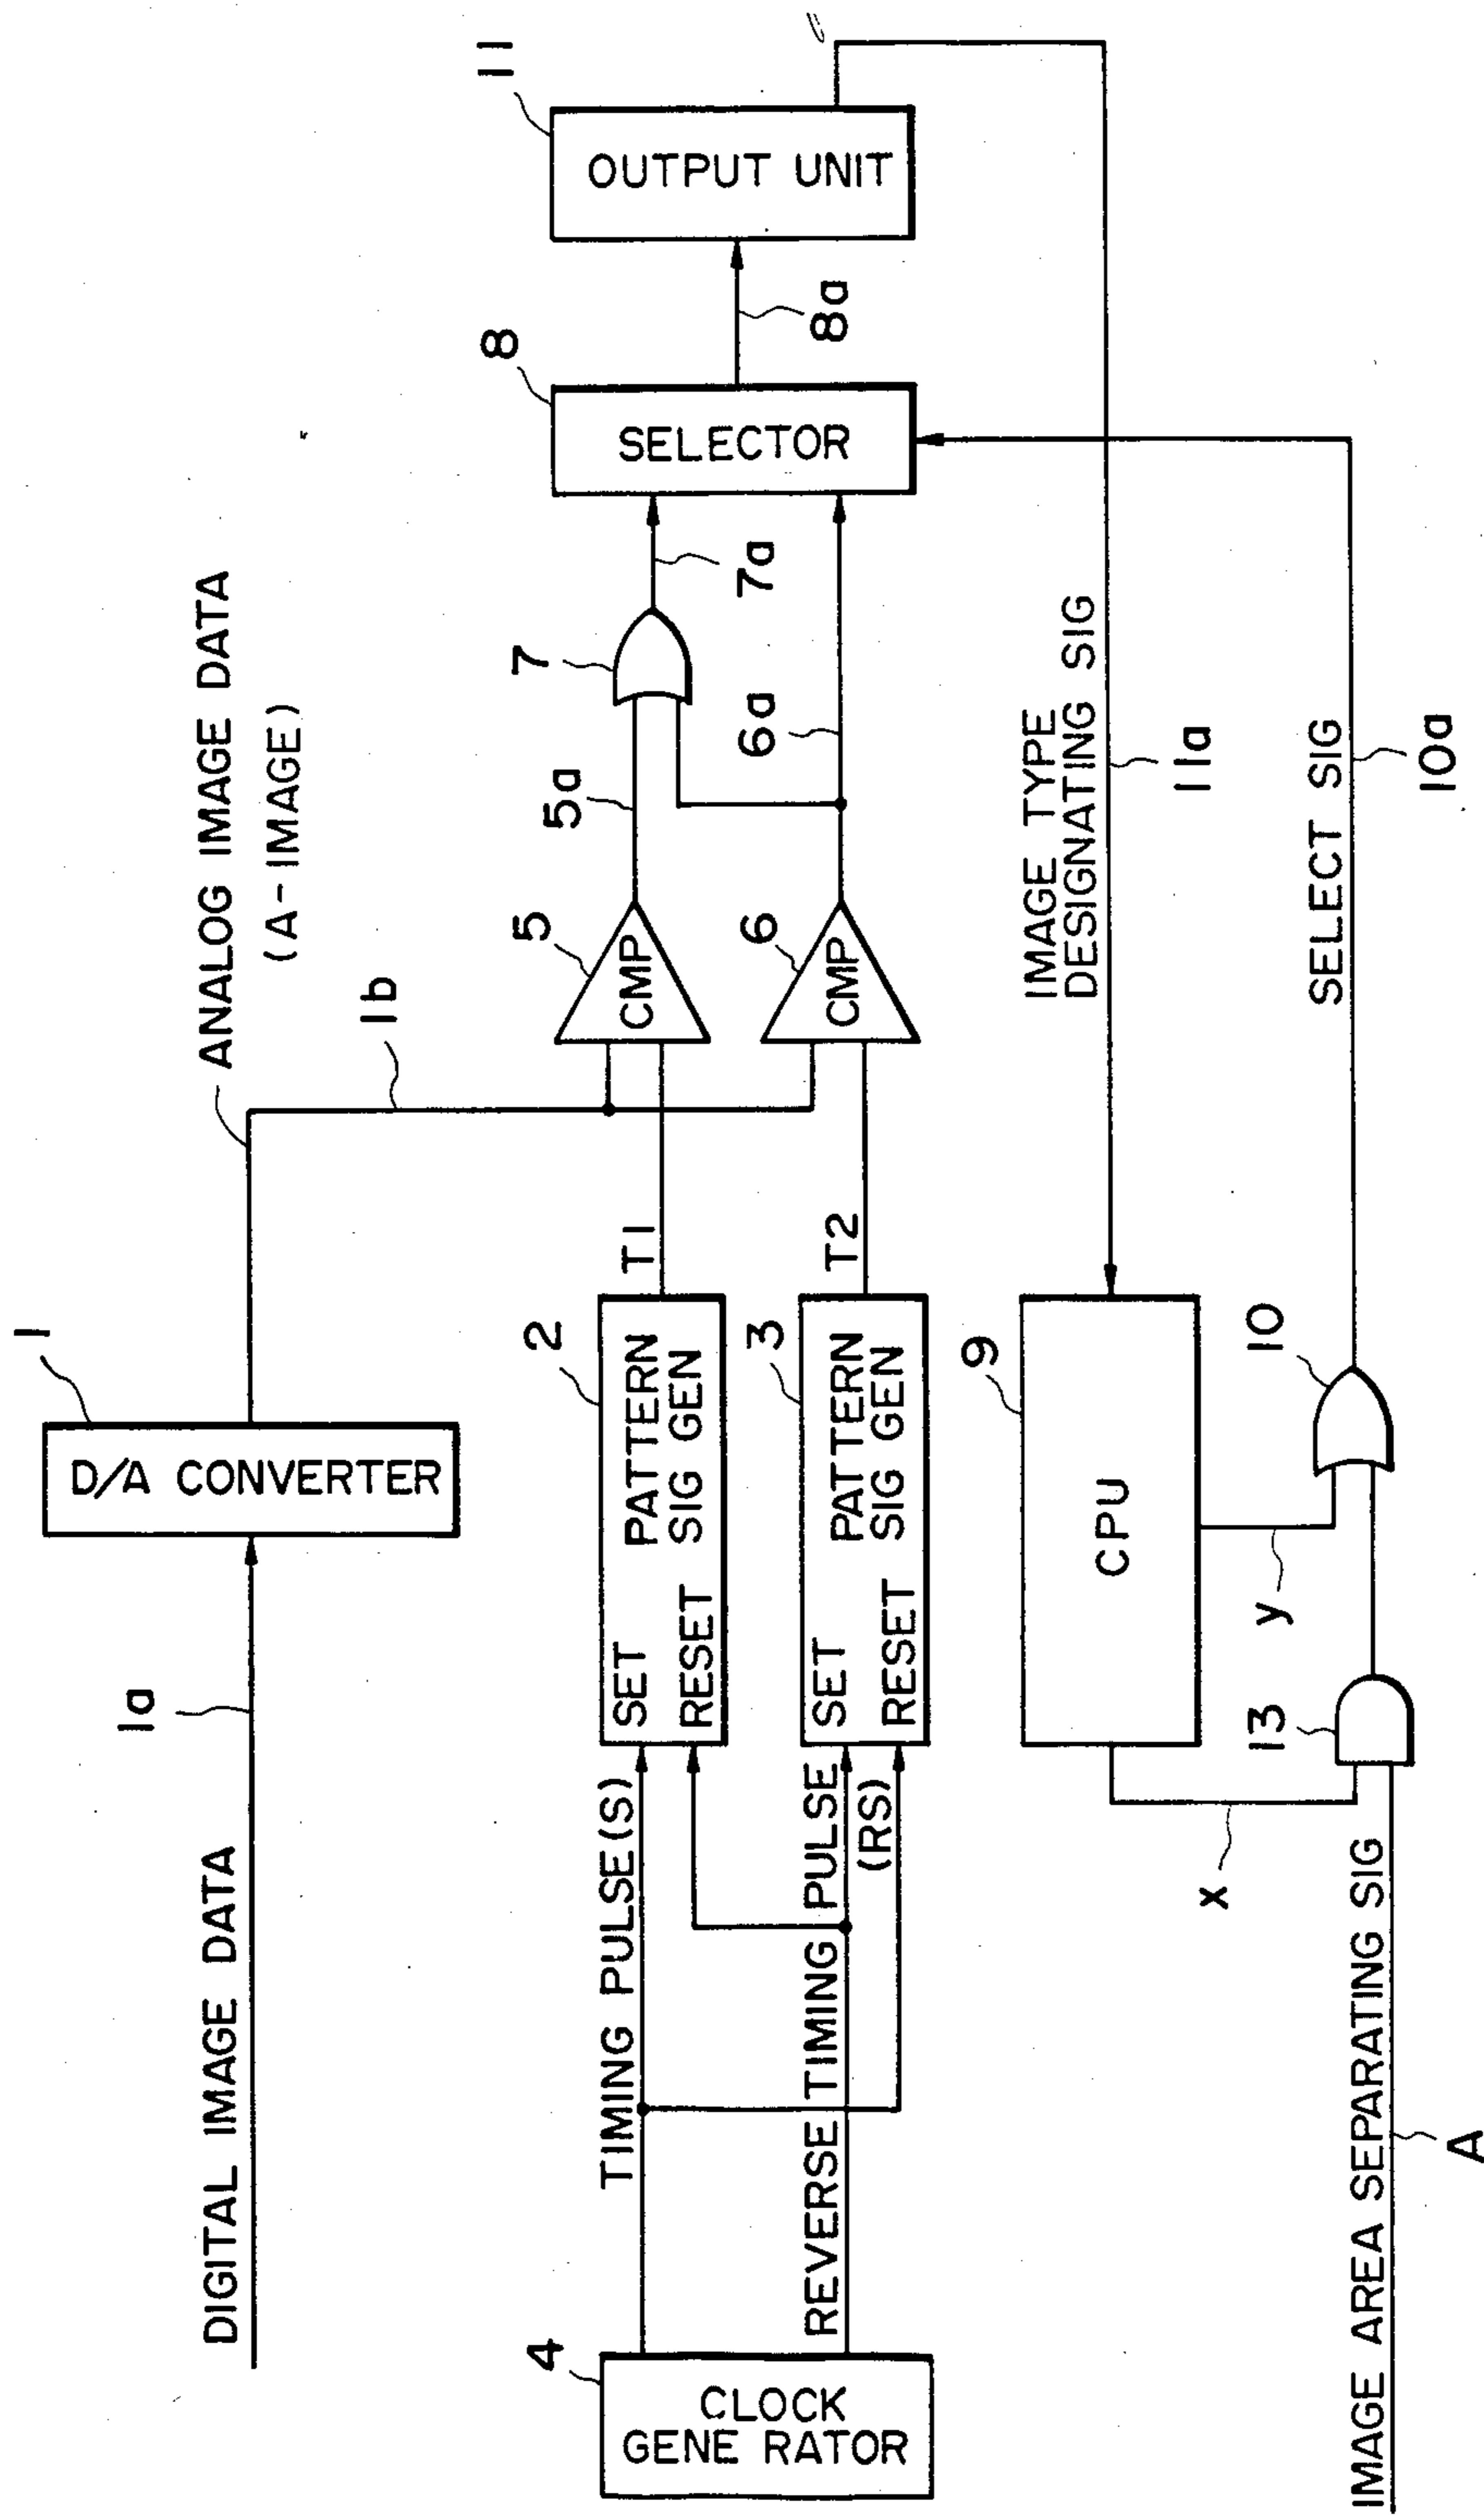 1
1a
DIGITAL IMAGE DATA
D/A CONVERTER
ANALOG IMAGE DATA
(A-IMAGE)
1b
4
CLOCK
GENE RATOR
TIMING PULSE(S)
REVERSE TIMING PULSE
(RS)
2
SET PATTERN
RESET SIG GEN
T1
3
SET PATTERN
RESET SIG GEN
T2
5
CMP
5a
6
CMP
6a
7
7a
8
SELECTOR
8a
11
OUTPUT UNIT
9
CPU
IMAGE TYPE
DESIGNATING SIG
11a
x
y
13
10
SELECT SIG
10a
IMAGE AREA SEPARATING SIG
A